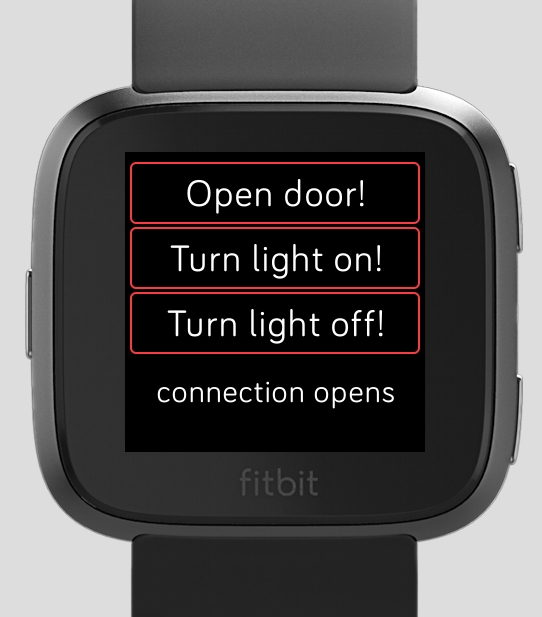 Open door!
Turn light on!
Turn light off!
connection opens
fitbit